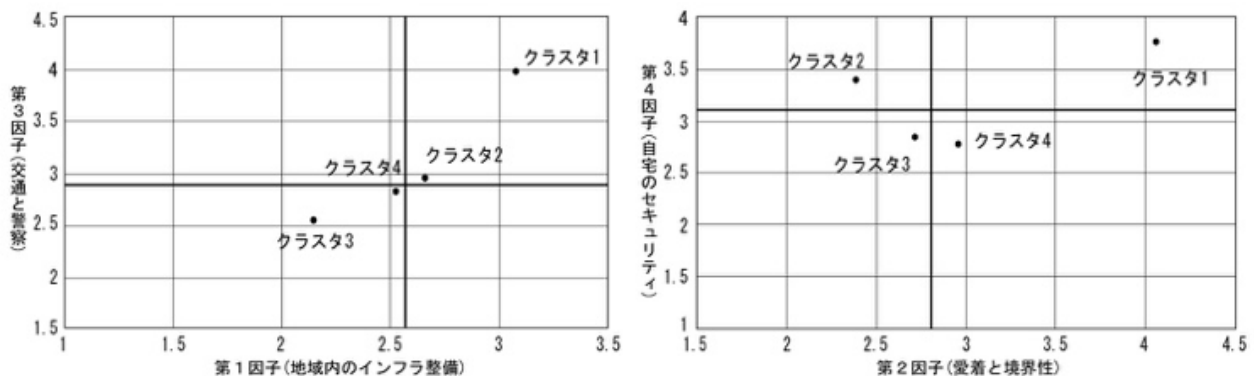 4.5
4
3.5
3
2.5
2
1.5
第3因子(交通と警察)
クラスタ1
クラスタ2
クラスタ4
クラスタ3
1
1.5
2
2.5
3
3.5
第1因子(地域内のインフラ整備)
4
3.5
3
2.5
2
1.5
1
第4因子(自宅のセキュリティ)
クラスタ2
クラスタ1
クラスタ4
クラスタ3
1.5
2
2.5
3
3.5
4
4.5
第2因子(愛着と境界性)